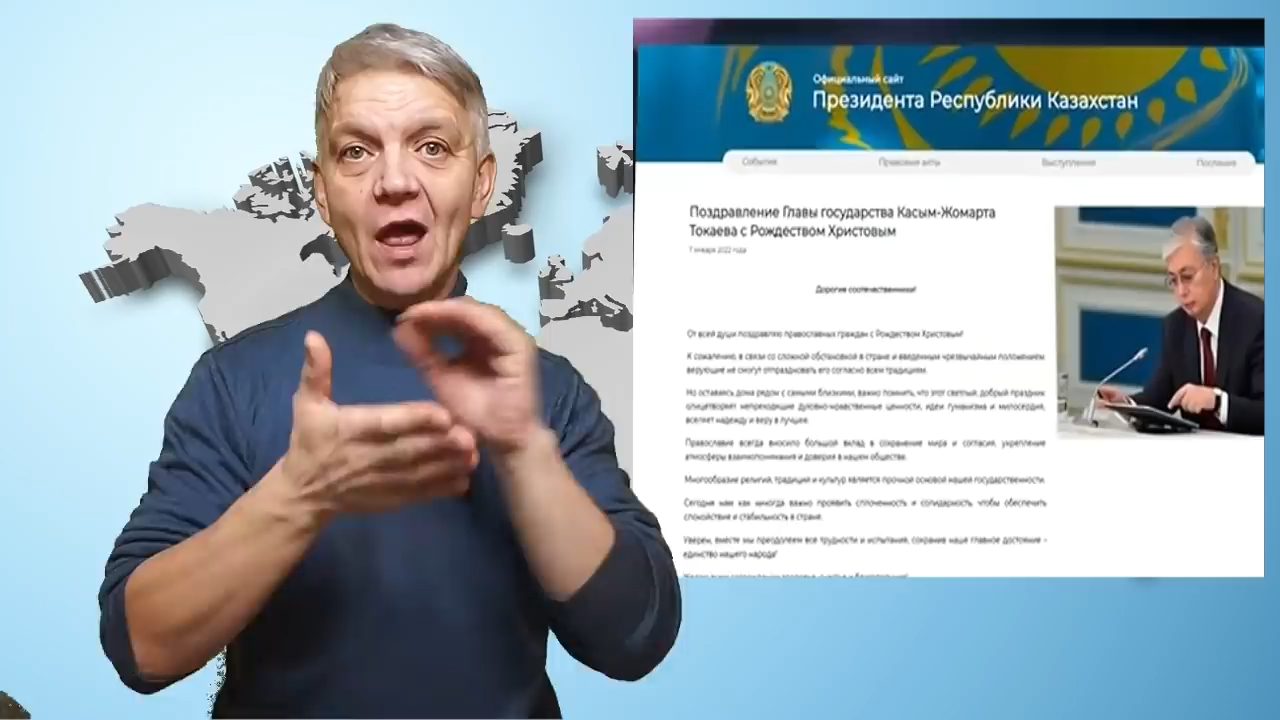 Официальный сайт
Президента Республики Казахстан
События Правовые акты Выступления Послания
Поздравление Главы государства Касым-Жомарта
Токаева с Рождеством Христовым
7 января 2022 года
Дорогие соотечественники!
От всей души поздравляю православных граждан с Рождеством Христовым!
К сожалению, в связи со сложной обстановкой в стране и введенным чрезвычайным положением
верующие не смогут отпраздновать его согласно всем традициям.
Но оставаясь дома рядом с самыми близкими, важно помнить, что этот светлый, добрый праздник
олицетворяет непреходящие духовно-нравственные ценности, идеи гуманизма и милосердия,
вселяет надежду и веру в лучшее.
Православие всегда вносило большой вклад в сохранение мира и согласия, укрепление
атмосферы взаимопонимания и доверия в нашем обществе.
Многообразие религий, традиций и культур является прочной основой нашей государственности.
Сегодня нам как никогда важно проявить сплоченность и солидарность, чтобы обеспечить
спокойствие и стабильность в стране.
Уверен, вместе мы преодолеем все трудности и испытания, сохранив наше главное достояние –
единство нашего народа!